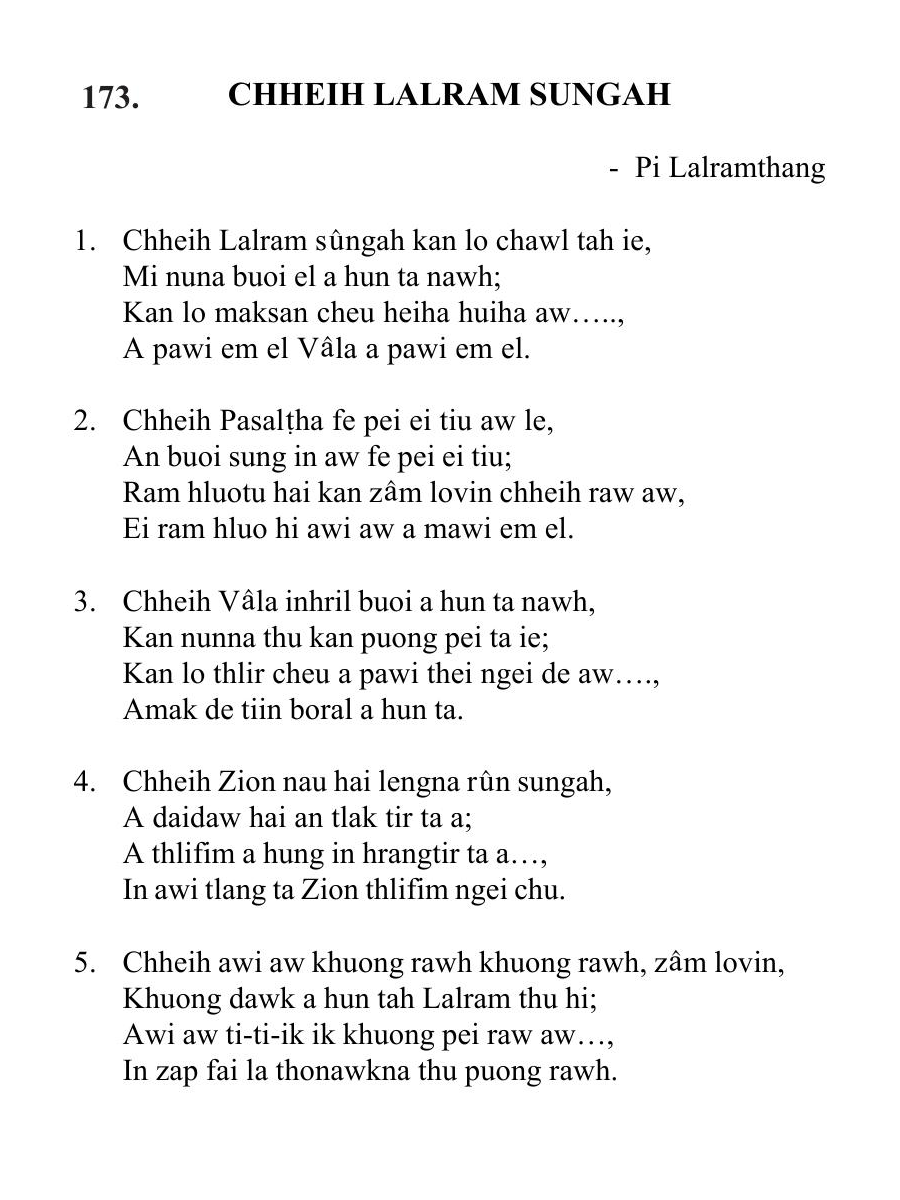 173. CHHEIH LALRAM SUNGAH
- Pi Lalramthang
1. Chheih Lalram sûngah kan lo chawl tah ie,
Mi nuna buoi el a hun ta nawh;
Kan lo maksan cheu heiha huiha aw…..,
A pawi em el Vâla a pawi em el.
2. Chheih Pasalṭha fe pei ei tiu aw le,
An buoi sung in aw fe pei ei tiu;
Ram hluotu hai kan zâm lovin chheih raw aw,
Ei ram hluo hi awi aw a mawi em el.
3. Chheih Vâla inhril buoi a hun ta nawh,
Kan nunna thu kan puong pei ta ie;
Kan lo thlir cheu a pawi thei ngei de aw….,
Amak de tiin boral a hun ta.
4. Chheih Zion nau hai lengna rûn sungah,
A daidaw hai an tlak tir ta a;
A thlifim a hung in hrangtir ta a…,
In awi tlang ta Zion thlifim ngei chu.
5. Chheih awi aw khuong rawh khuong rawh, zâm lovin,
Khuong dawk a hun tah Lalram thu hi;
Awi aw ti-ti-ik ik khuong pei raw aw…,
In zap fai la thonawkna thu puong rawh.